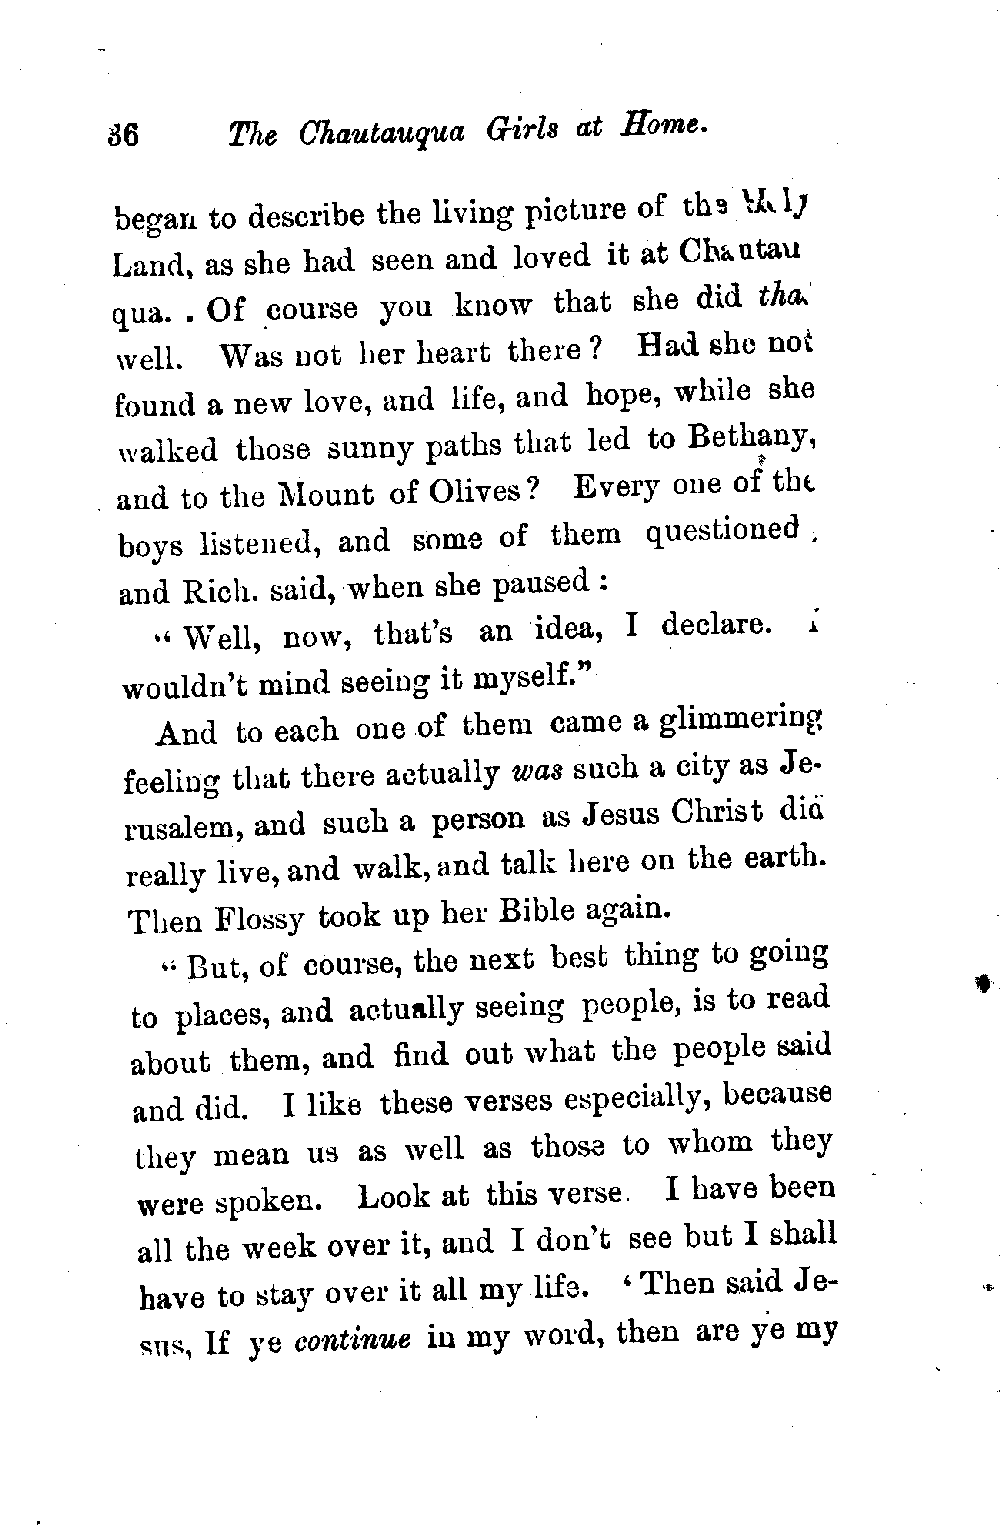 36 The Chautauqua Girls at Home.
began to describe the living picture of the Holy
Land, as she had seen and loved it at Chautau
qua. . Of course you know that she did that
well. Was not her heart there? Had she not
found a new love, and life, and hope, while she
walked those sunny paths that led to Bethany,
and to the Mount of Olives? Every one of the
boys listened, and some of them questioned,
and Rich. said, when she paused:
"Well, now, that's an idea, I declare. I
wouldn't mind seeing it myself."
And to each one of them came a glimmering
feeling that there actually was such a city as Je-
rusalem, and such a person as Jesus Christ did
really live, and walk, and talk here on the earth.
Then Flossy took up her Bible again.
"But, of course, the next best thing to going
to places, and actually seeing people, is to read
about them, and find out what the people said
and did. I like these verses especially, because
they mean us as well as those to whom they
were spoken. Look at this verse. I have been
all the week over it, and I don't see but I shall
have to stay over it all my life. 'Then said Je-
sus, If ye continue in my word, then are ye my